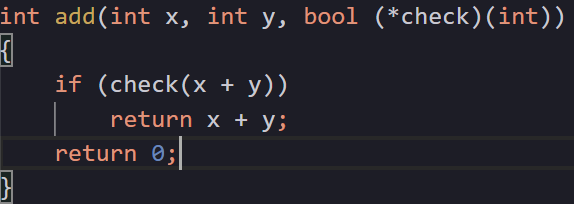 int add(int x, int y, bool (*check)(int))
{
    if (check(x + y))
        return x + y;
    return 0;
}